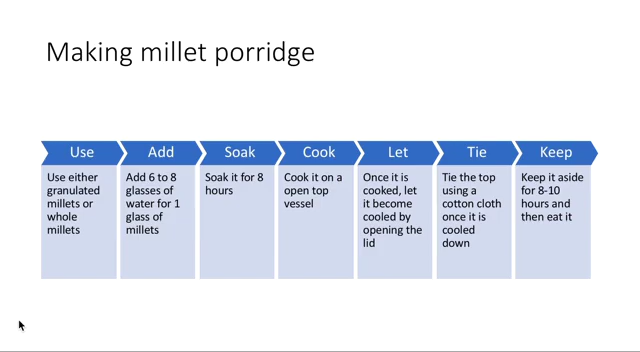 Making millet porridge
Use
Use either
granulated
millets or
whole
millets
Add
Add 6 to 8
glasses of
water for 1
glass of
millets
Soak
Soak it for 8
hours
Cook
Cook it on a
open top
vessel
Let
Once it is
cooked, let
it become
cooled by
opening the
lid
Tie
Tie the top
using a
cotton cloth
once it is
cooled
down
Keep
Keep it aside
for 8-10
hours and
then eat it